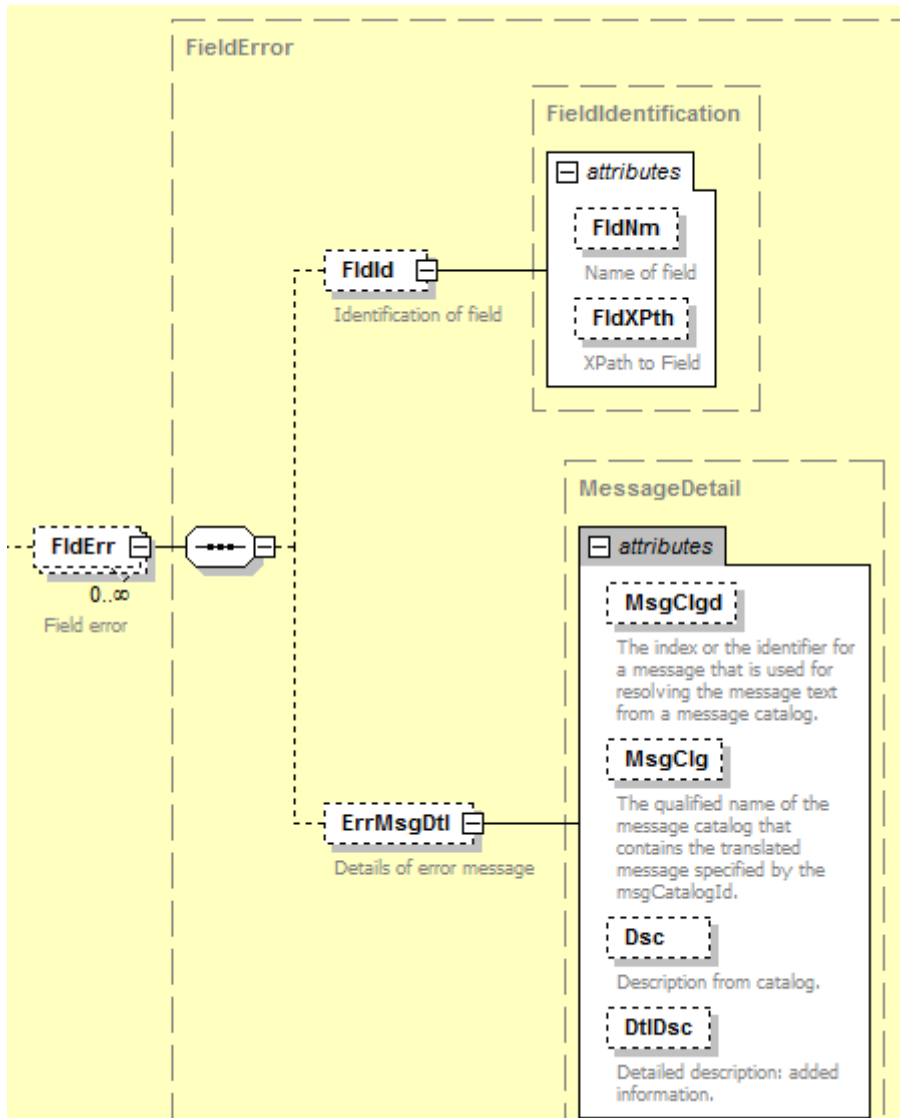 FieldError
FieldIdentification
attributes
FldNm
Name of field
FldXPth
XPath to Field
FldId
Identification of field
MessageDetail
attributes
MsgClgd
The index or the identifier for
a message that is used for
resolving the message text
from a message catalog.
MsgClg
The qualified name of the
message catalog that
contains the translated
message specified by the
msgCatalogId.
Dsc
Description from catalog.
DtlDsc
Detailed description: added
information.
FldErr
0..∞
Field error
ErrMsgDtl
Details of error message